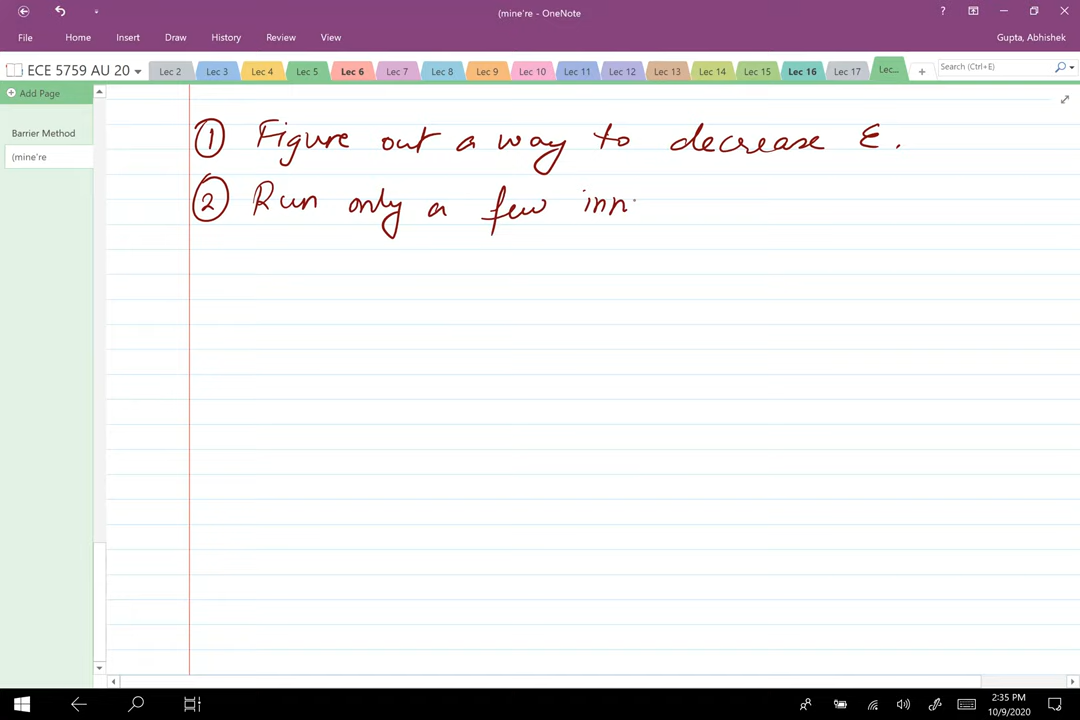 (mine're - OneNote
File Home Insert Draw History Review View Gupta, Abhishek
ECE 5759 AU 20 Lec 2 Lec 3 Lec 4 Lec 5 Lec 6 Lec 7 Lec 8 Lec 9 Lec 10 Lec 11 Lec 12 Lec 13 Lec 14 Lec 15 Lec 16 Lec 17 Lec... Search (Ctrl+E)
Add Page
Barrier Method
(mine're
① Figure out a way to decrease ε.
② Run only a few inn
2:35 PM
10/9/2020